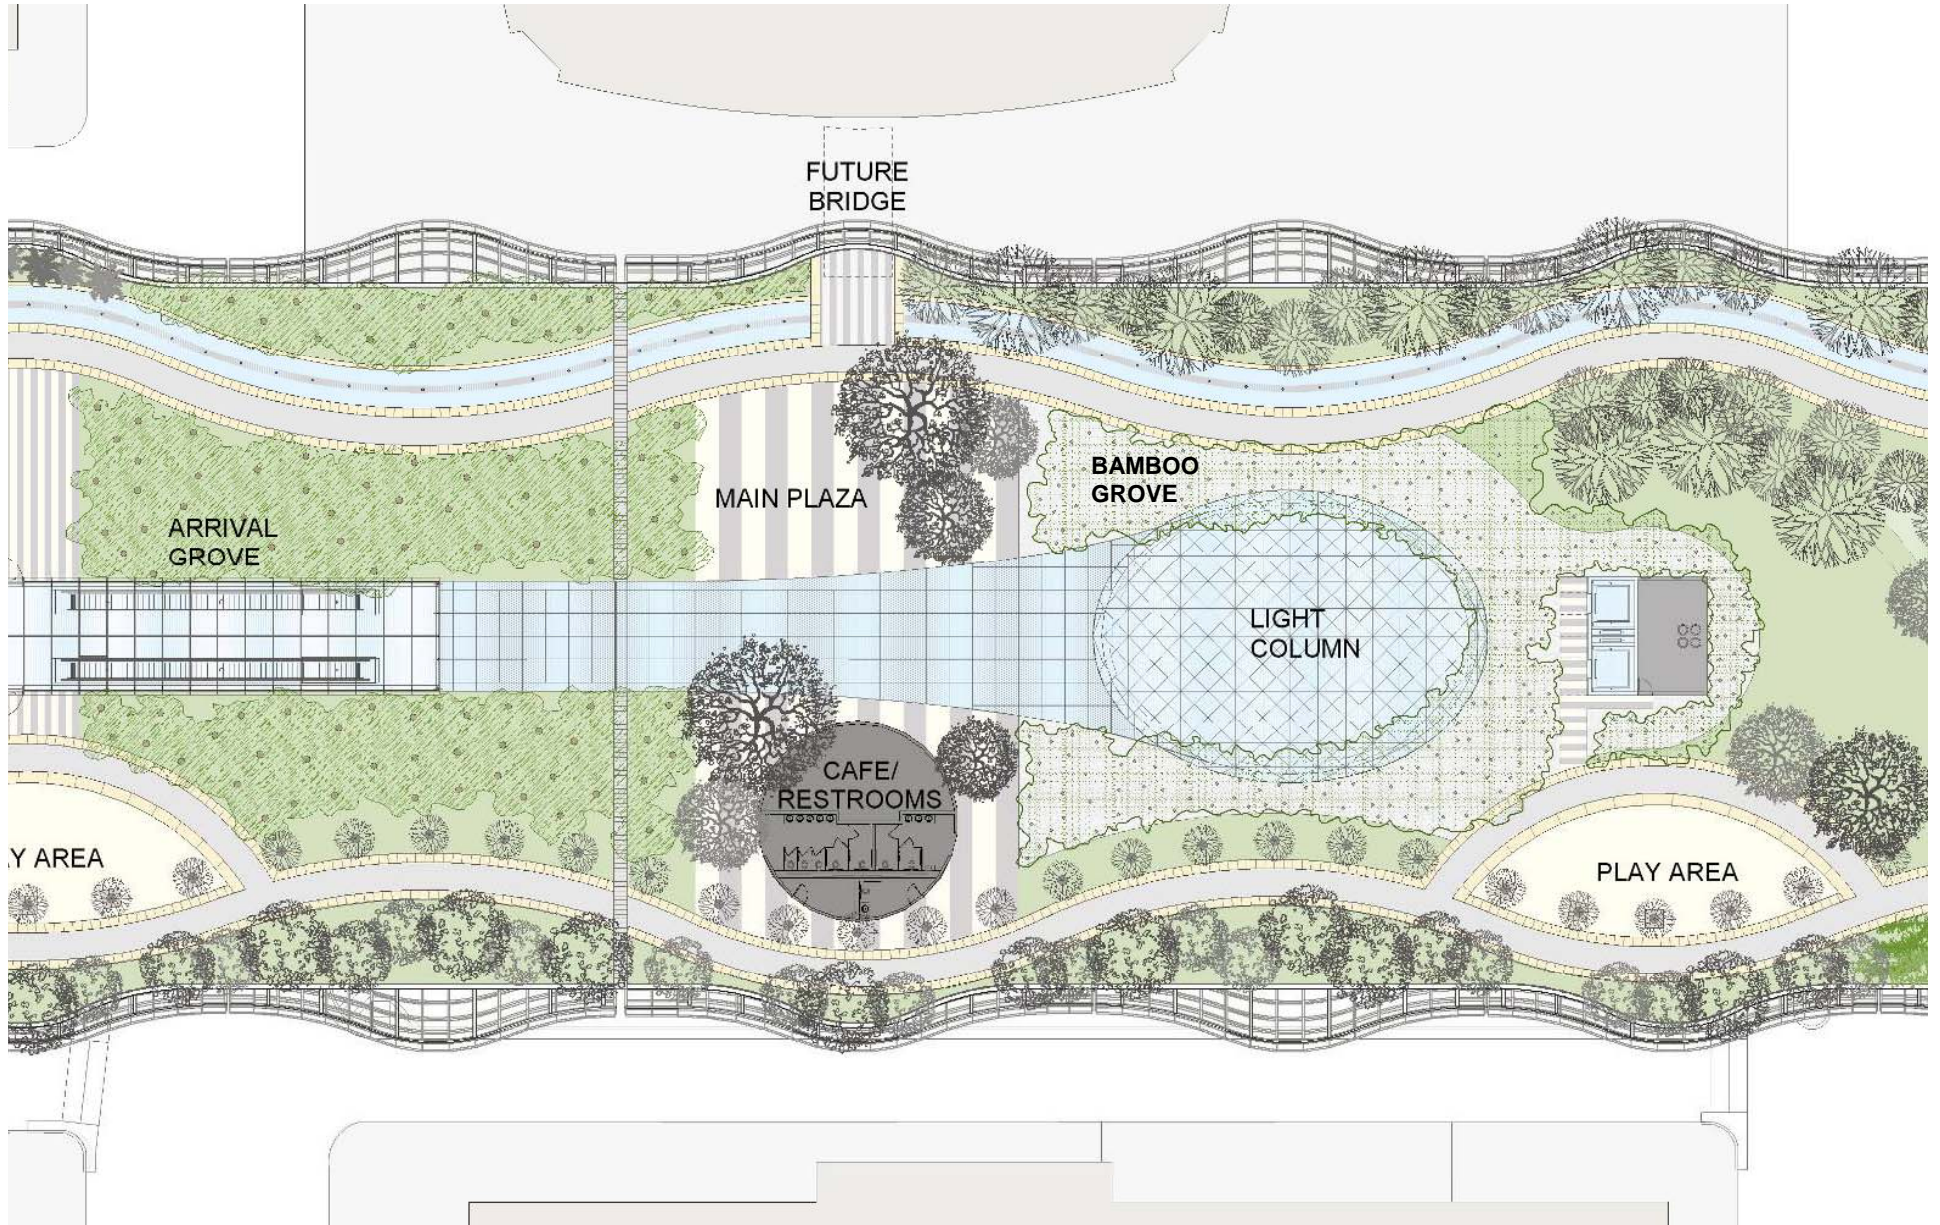 FUTURE
BRIDGE
BAMBOO
GROVE
MAIN PLAZA
ARRIVAL
GROVE
LIGHT
COLUMN
CAFE/
RESTROOMS
Y AREA
PLAY AREA